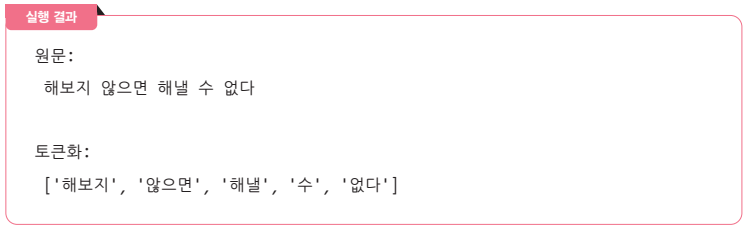 실행 결과
원문:
해보지 않으면 해낼 수 없다
토큰화:
['해보지', '않으면', '해낼', '수', '없다']